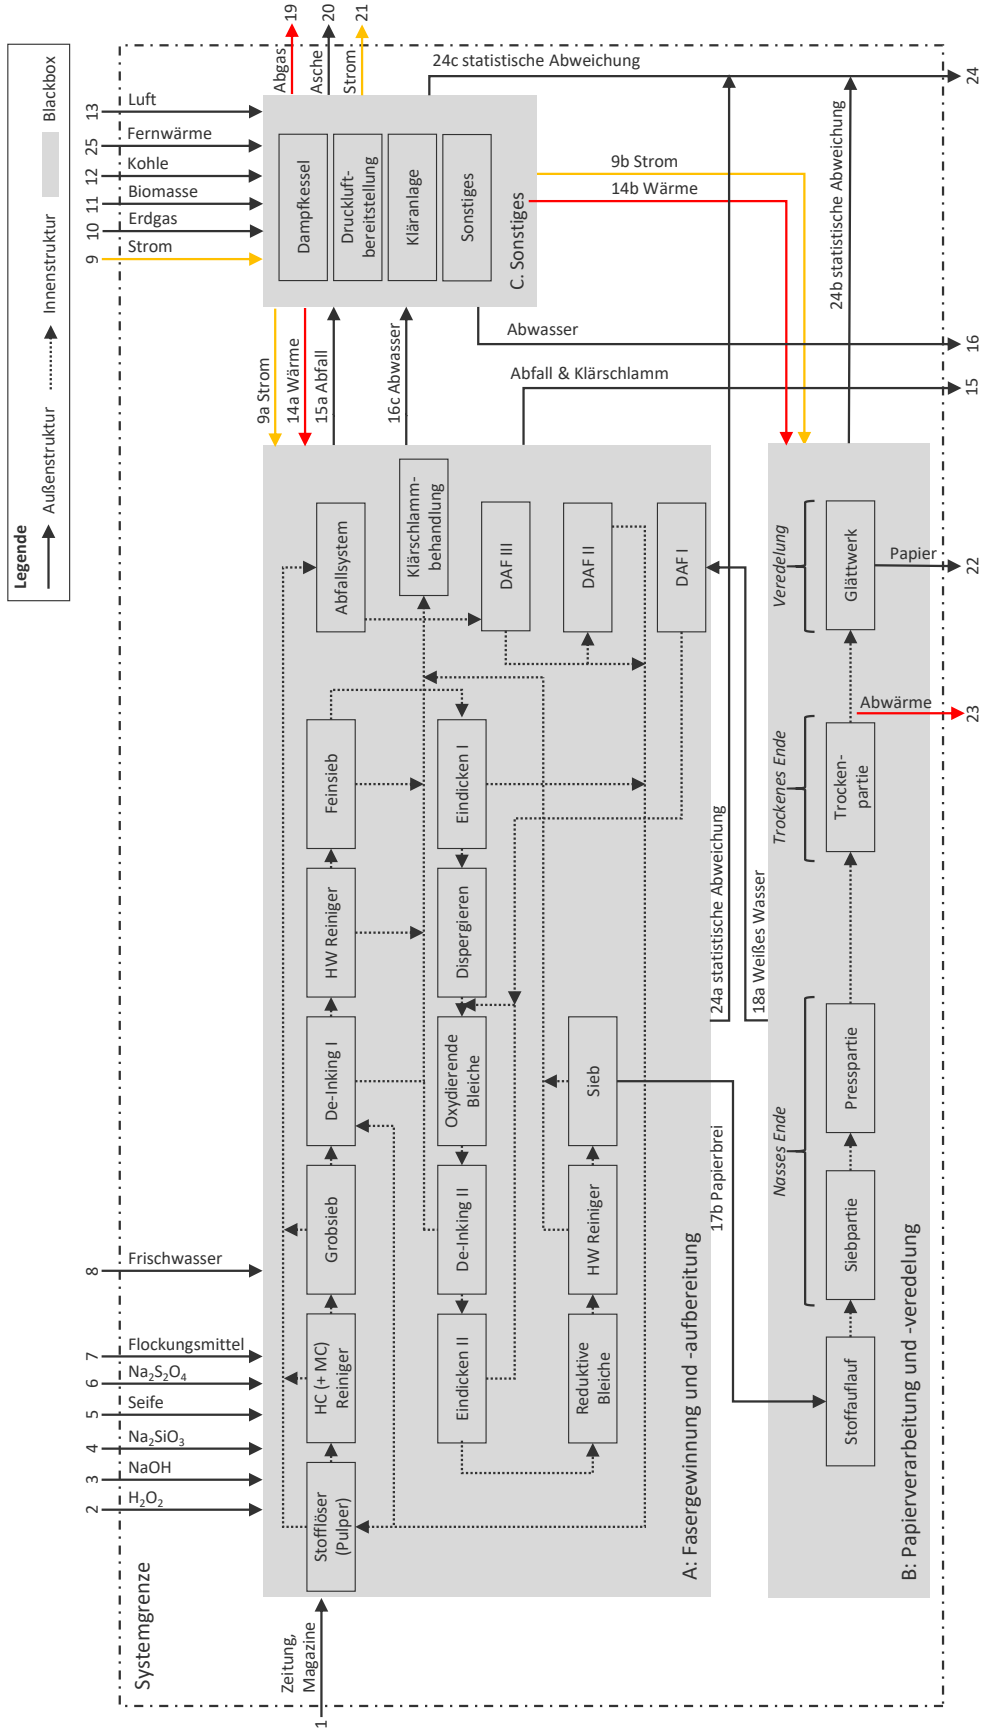 Legende
Außenstruktur
Innenstruktur
Blackbox
Systemgrenze
1
Zeitung,
Magazine
2
H₂O₂
3
NaOH
4
Na₂SiO₃
5
Seife
6
Na₂S₂O₄
7
Flockungsmittel
8
Frischwasser
9
Strom
10
Erdgas
11
Biomasse
12
Kohle
25
Fernwärme
13
Luft
Stofflöser
(Pulper)
HC (+ MC)
Reiniger
Grobsieb
De-Inking I
HW Reiniger
Feinsieb
Abfallsystem
Klärschlamm-
behandlung
Eindicken II
De-Inking II
Oxydierende
Bleiche
Dispergieren
Eindicken I
DAF III
Reduktive
Bleiche
HW Reiniger
Sieb
DAF II
DAF I
A: Fasergewinnung und -aufbereitung
9a Strom
14a Wärme
15a Abfall
16c Abwasser
Dampfkessel
Druckluft-
bereitstellung
Kläranlage
Sonstiges
C. Sonstiges
Abgas
19
Asche
20
Strom
21
24c statistische Abweichung
24
9b Strom
14b Wärme
24b statistische Abweichung
Abwasser
16
Abfall & Klärschlamm
15
17b Papierbrei
24a statistische Abweichung
18a Weißes Wasser
Nasses Ende
Trockenes Ende
Veredelung
Stoffauflauf
Siebpartie
Presspartie
Trocken-
partie
Glättwerk
Abwärme
23
Papier
22
B: Papierverarbeitung und -veredelung